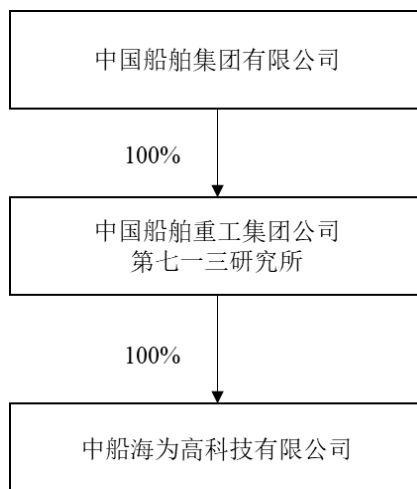 中国船舶集团有限公司
100%
中国船舶重工集团公司
第七一三研究所
100%
中船海为高科技有限公司